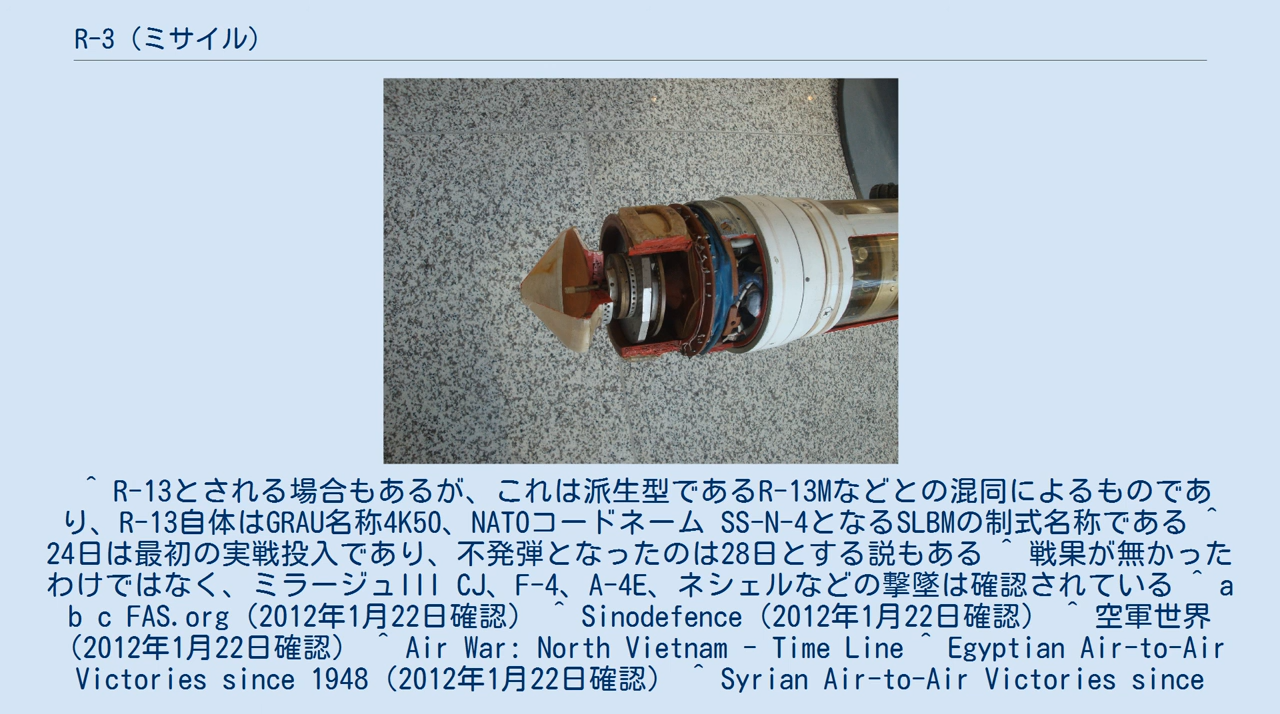 R-3（ミサイル）
^ R-13とされる場合もあるが、これは派生型であるR-13Mなどとの混同によるものであ
り、R-13自体はGRAU名称4K50、NATOコードネーム SS-N-4となるSLBMの制式名称である ^
24日は最初の実戦投入であり、不発弾となったのは28日とする説もある ^ 戦果が無かった
わけではなく、ミラージュIII CJ、F-4、A-4E、ネシェルなどの撃墜は確認されている ^ a
b c FAS.org（2012年1月22日確認） ^ Sinodefence（2012年1月22日確認） ^ 空軍世界
（2012年1月22日確認） ^ Air War: North Vietnam - Time Line ^ Egyptian Air-to-Air
Victories since 1948（2012年1月22日確認） ^ Syrian Air-to-Air Victories since